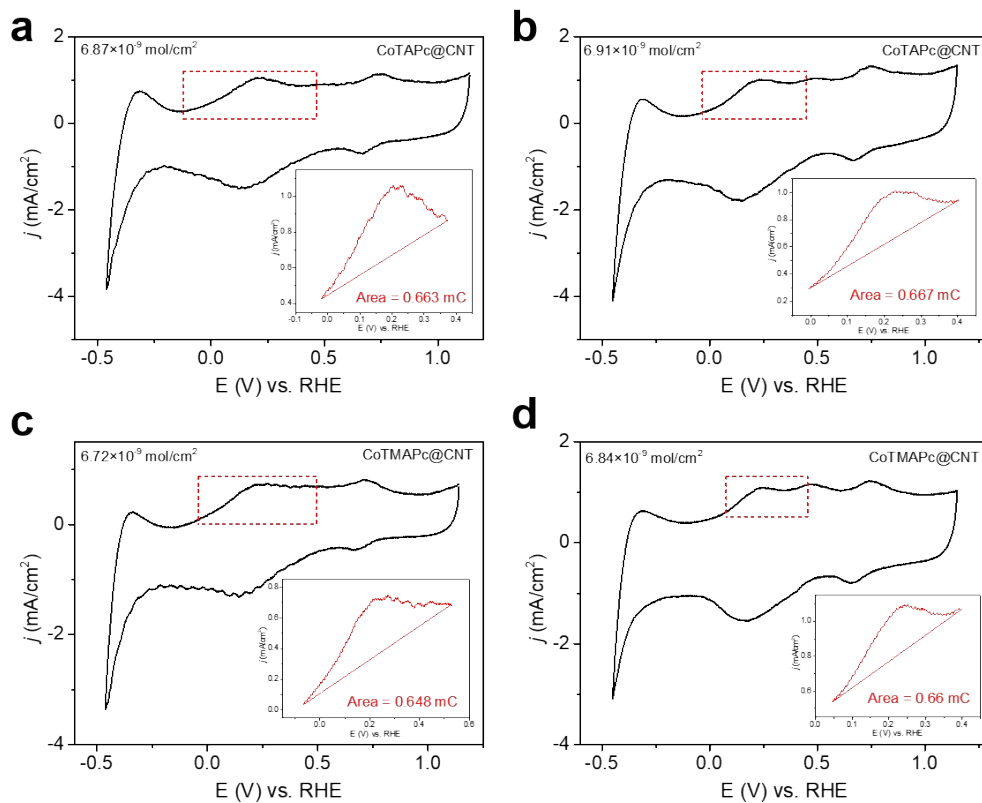 a
6.87×10⁻⁹ mol/cm²
CoTAPc@CNT
2
0
-2
-4
j (mA/cm²)
-0.5 0.0 0.5 1.0
E (V) vs. RHE
1.0
0.8
0.6
0.4
j (mA/cm²)
Area = 0.663 mC
-0.1 0.0 0.1 0.2 0.3 0.4
E (V) vs. RHE
b
6.91×10⁻⁹ mol/cm²
CoTAPc@CNT
2
0
-2
-4
j (mA/cm²)
-0.5 0.0 0.5 1.0
E (V) vs. RHE
1.0
0.8
0.6
0.4
0.2
j (mA/cm²)
Area = 0.667 mC
0.0 0.1 0.2 0.3 0.4
E (V) vs. RHE
c
6.72×10⁻⁹ mol/cm²
CoTMAPc@CNT
2
0
-2
-4
j (mA/cm²)
-0.5 0.0 0.5 1.0
E (V) vs. RHE
0.8
0.6
0.4
0.2
0.0
j (mA/cm²)
Area = 0.648 mC
0.0 0.2 0.4 0.6
E (V) vs. RHE
d
6.84×10⁻⁹ mol/cm²
CoTMAPc@CNT
2
0
-2
-4
j (mA/cm²)
-0.5 0.0 0.5 1.0
E (V) vs. RHE
1.0
0.8
0.6
j (mA/cm²)
Area = 0.66 mC
0.0 0.1 0.2 0.3 0.4
E (V) vs. RHE